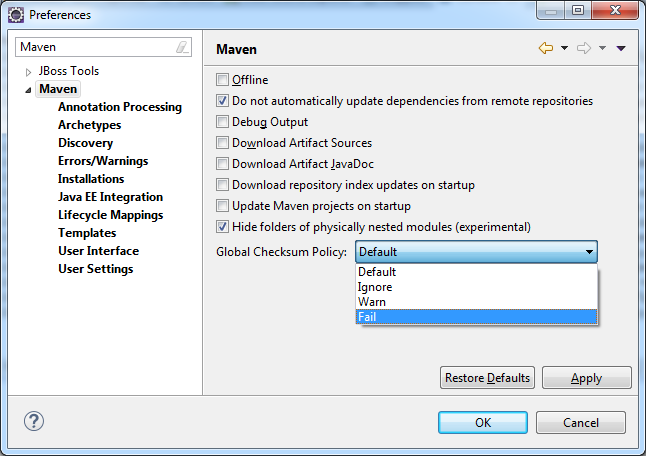 Preferences
Maven
JBoss Tools
Maven
Annotation Processing
Archetypes
Discovery
Errors/Warnings
Installations
Java EE Integration
Lifecycle Mappings
Templates
User Interface
User Settings
Maven
Offline
Do not automatically update dependencies from remote repositories
Debug Output
Download Artifact Sources
Download Artifact JavaDoc
Download repository index updates on startup
Update Maven projects on startup
Hide folders of physically nested modules (experimental)
Global Checksum Policy: Default
Default
Ignore
Warn
Fail
Restore Defaults Apply
? OK Cancel